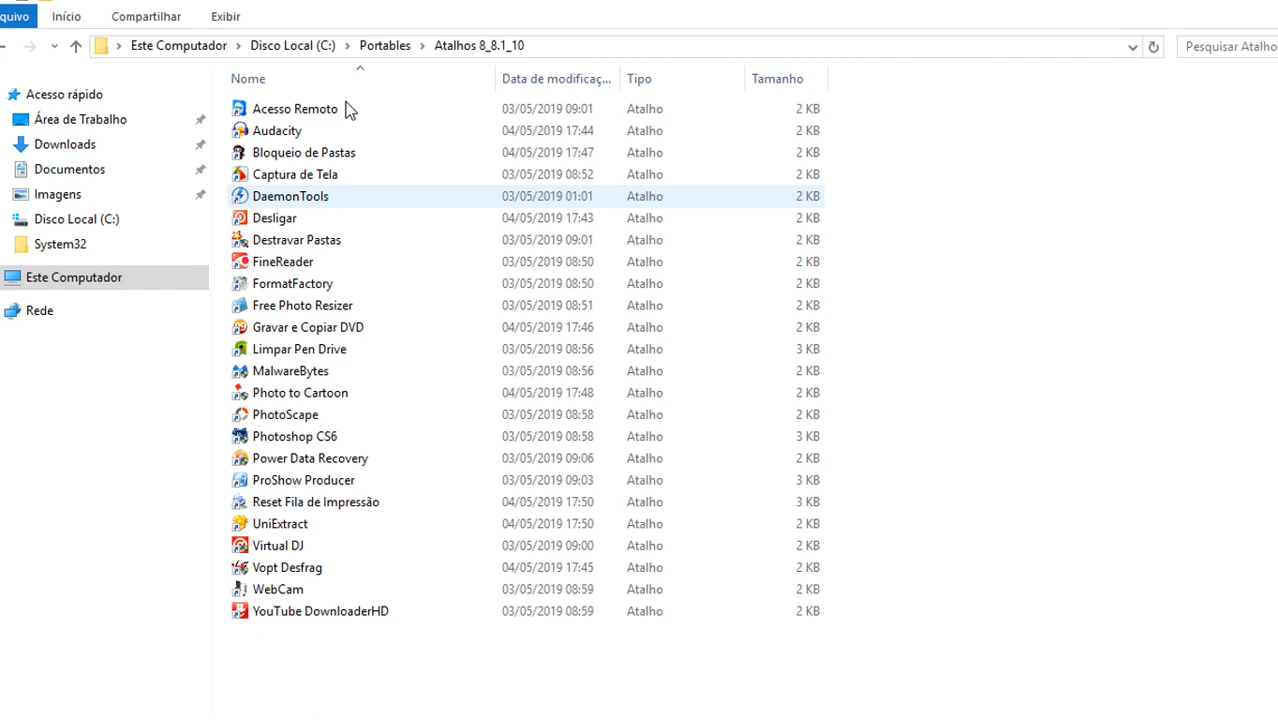 quivo Início Compartilhar Exibir
Este Computador Disco Local (C:) Portables Atalhos 8_8.1_10 Pesquisar Atalho
Nome Data de modificaç... Tipo Tamanho
Acesso rápido
Área de Trabalho
Downloads
Documentos
Imagens
Disco Local (C:)
System32
Este Computador
Rede
Acesso Remoto 03/05/2019 09:01 Atalho 2 KB
Audacity 04/05/2019 17:44 Atalho 2 KB
Bloqueio de Pastas 04/05/2019 17:47 Atalho 2 KB
Captura de Tela 03/05/2019 08:52 Atalho 2 KB
DaemonTools 03/05/2019 01:01 Atalho 2 KB
Desligar 04/05/2019 17:43 Atalho 2 KB
Destravar Pastas 03/05/2019 09:01 Atalho 2 KB
FineReader 03/05/2019 08:50 Atalho 2 KB
FormatFactory 03/05/2019 08:50 Atalho 2 KB
Free Photo Resizer 03/05/2019 08:51 Atalho 2 KB
Gravar e Copiar DVD 04/05/2019 17:46 Atalho 2 KB
Limpar Pen Drive 03/05/2019 08:56 Atalho 3 KB
MalwareBytes 03/05/2019 08:56 Atalho 2 KB
Photo to Cartoon 04/05/2019 17:48 Atalho 2 KB
PhotoScape 03/05/2019 08:58 Atalho 2 KB
Photoshop CS6 03/05/2019 08:58 Atalho 3 KB
Power Data Recovery 03/05/2019 09:06 Atalho 2 KB
ProShow Producer 03/05/2019 09:03 Atalho 3 KB
Reset Fila de Impressão 04/05/2019 17:50 Atalho 3 KB
UniExtract 04/05/2019 17:50 Atalho 2 KB
Virtual DJ 03/05/2019 09:00 Atalho 2 KB
Vopt Desfrag 04/05/2019 17:45 Atalho 2 KB
WebCam 03/05/2019 08:59 Atalho 2 KB
YouTube DownloaderHD 03/05/2019 08:59 Atalho 2 KB